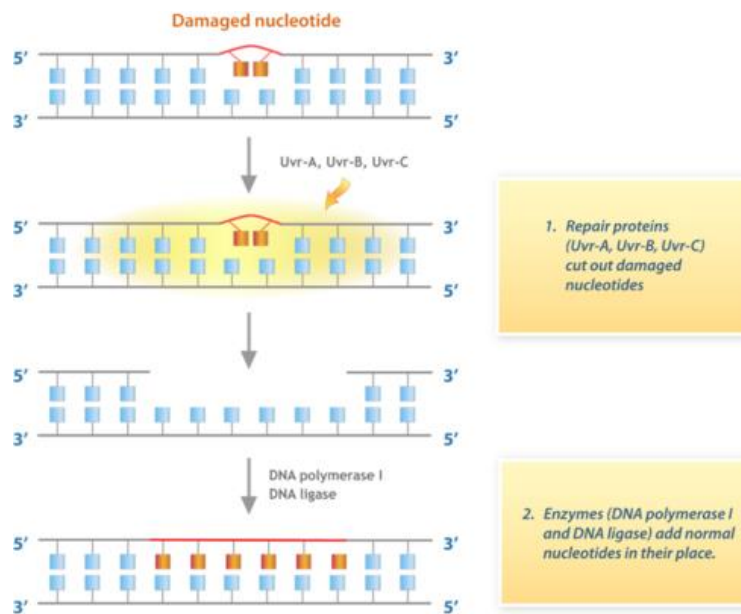 Damaged nucleotide
5′ 3′
3′ 5′
Uvr-A, Uvr-B, Uvr-C
5′ 3′
3′ 5′
1. Repair proteins
(Uvr-A, Uvr-B, Uvr-C)
cut out damaged
nucleotides
5′ 3′
3′ 5′
DNA polymerase I
DNA ligase
5′ 3′
3′ 5′
2. Enzymes (DNA polymerase I
and DNA ligase) add normal
nucleotides in their place.